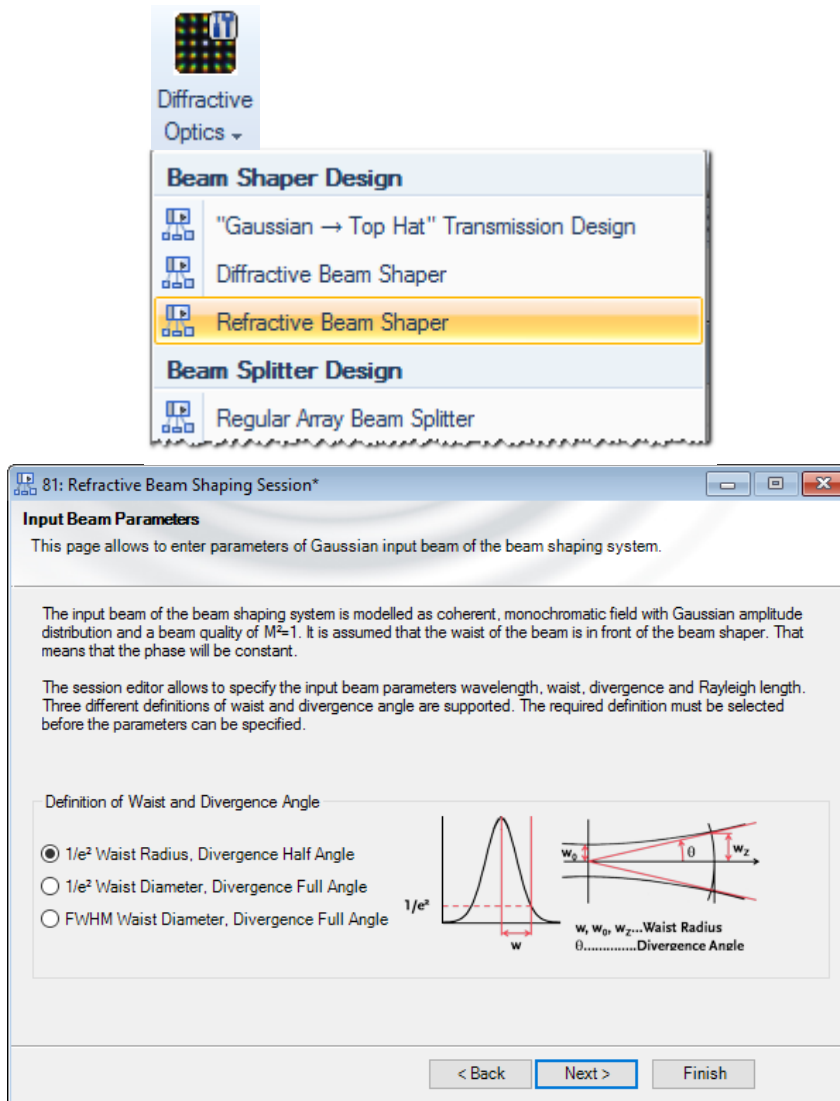 Diffractive
Optics
Beam Shaper Design
"Gaussian → Top Hat" Transmission Design
Diffractive Beam Shaper
Refractive Beam Shaper
Beam Splitter Design
Regular Array Beam Splitter
81: Refractive Beam Shaping Session*
Input Beam Parameters
This page allows to enter parameters of Gaussian input beam of the beam shaping system.
The input beam of the beam shaping system is modelled as coherent, monochromatic field with Gaussian amplitude
distribution and a beam quality of M²=1. It is assumed that the waist of the beam is in front of the beam shaper. That
means that the phase will be constant.
The session editor allows to specify the input beam parameters wavelength, waist, divergence and Rayleigh length.
Three different definitions of waist and divergence angle are supported. The required definition must be selected
before the parameters can be specified.
Definition of Waist and Divergence Angle
1/e² Waist Radius, Divergence Half Angle
1/e² Waist Diameter, Divergence Full Angle
FWHM Waist Diameter, Divergence Full Angle
1/e²
w
w₀
θ
w_z
w, w₀, w_z...Waist Radius
θ..............Divergence Angle
< Back
Next >
Finish